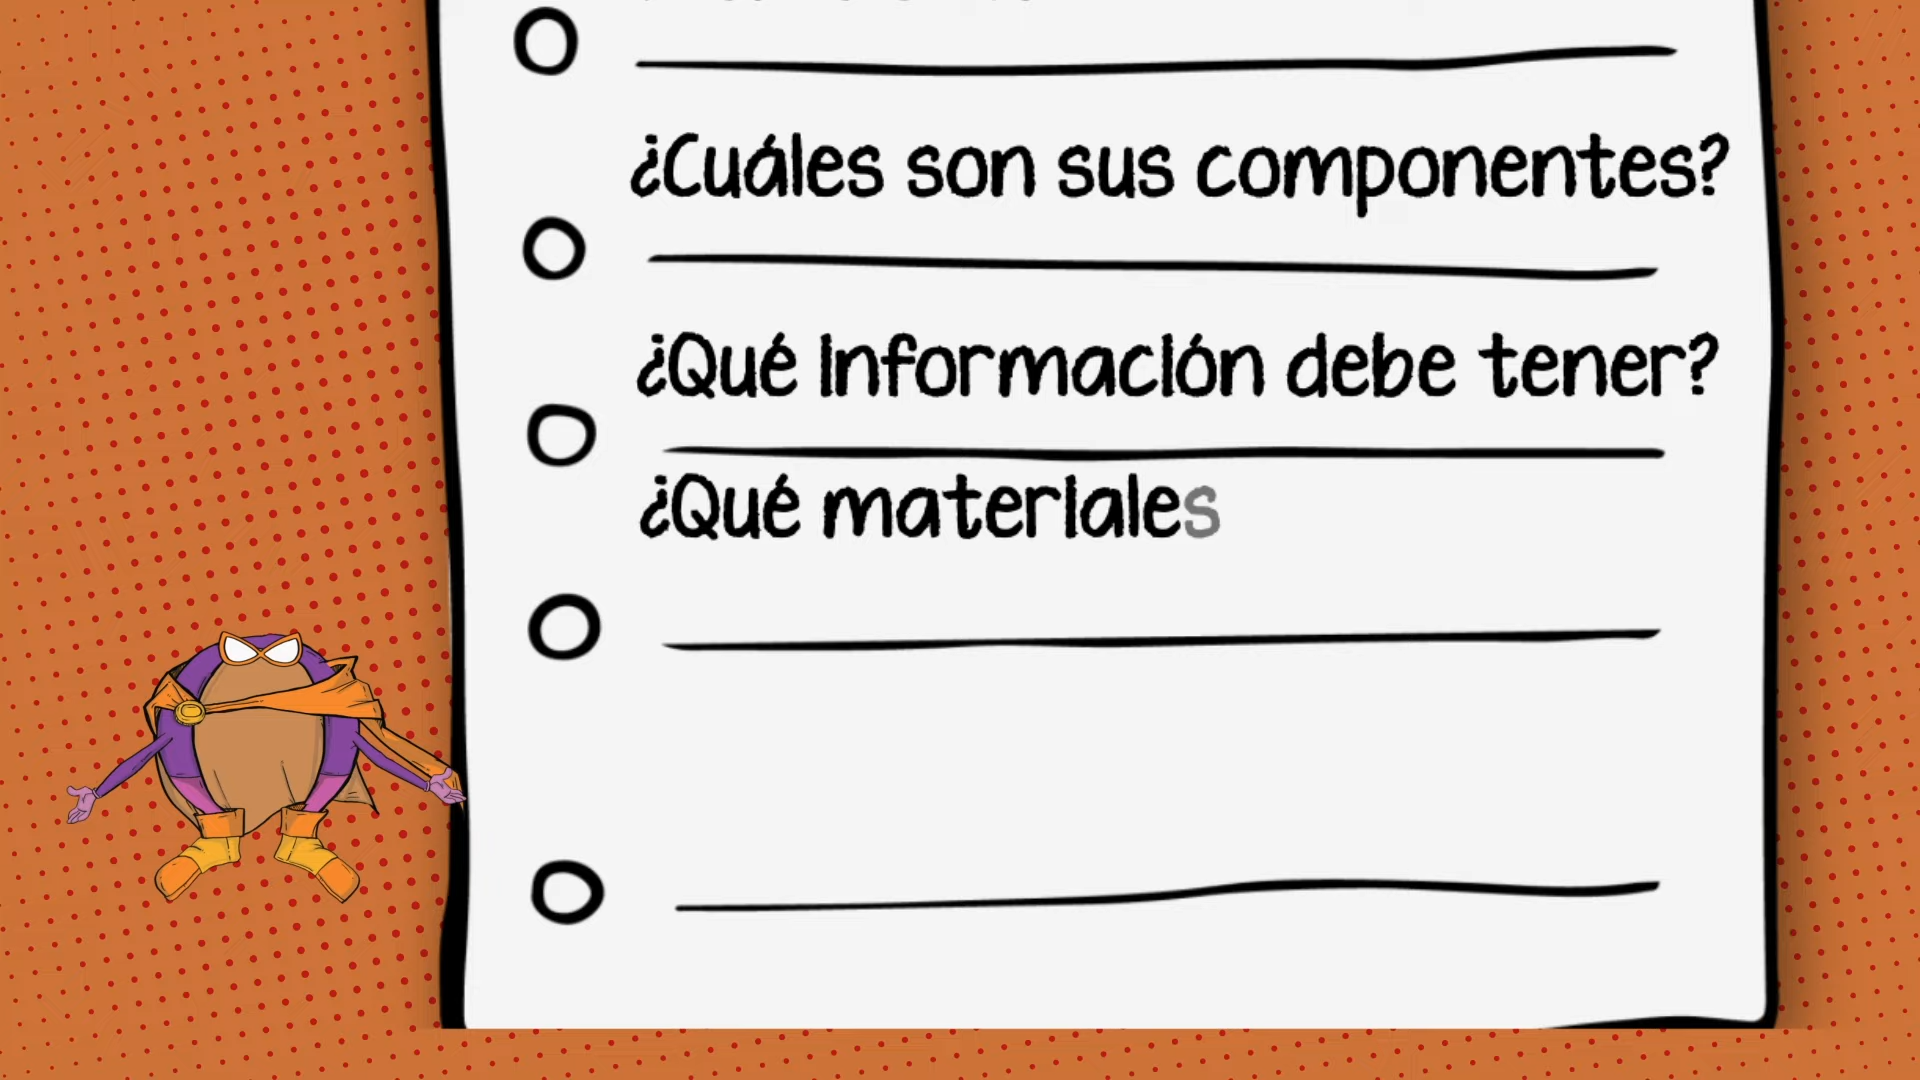 ¿Cuáles son sus componentes?
¿Qué información debe tener?
¿Qué materiales